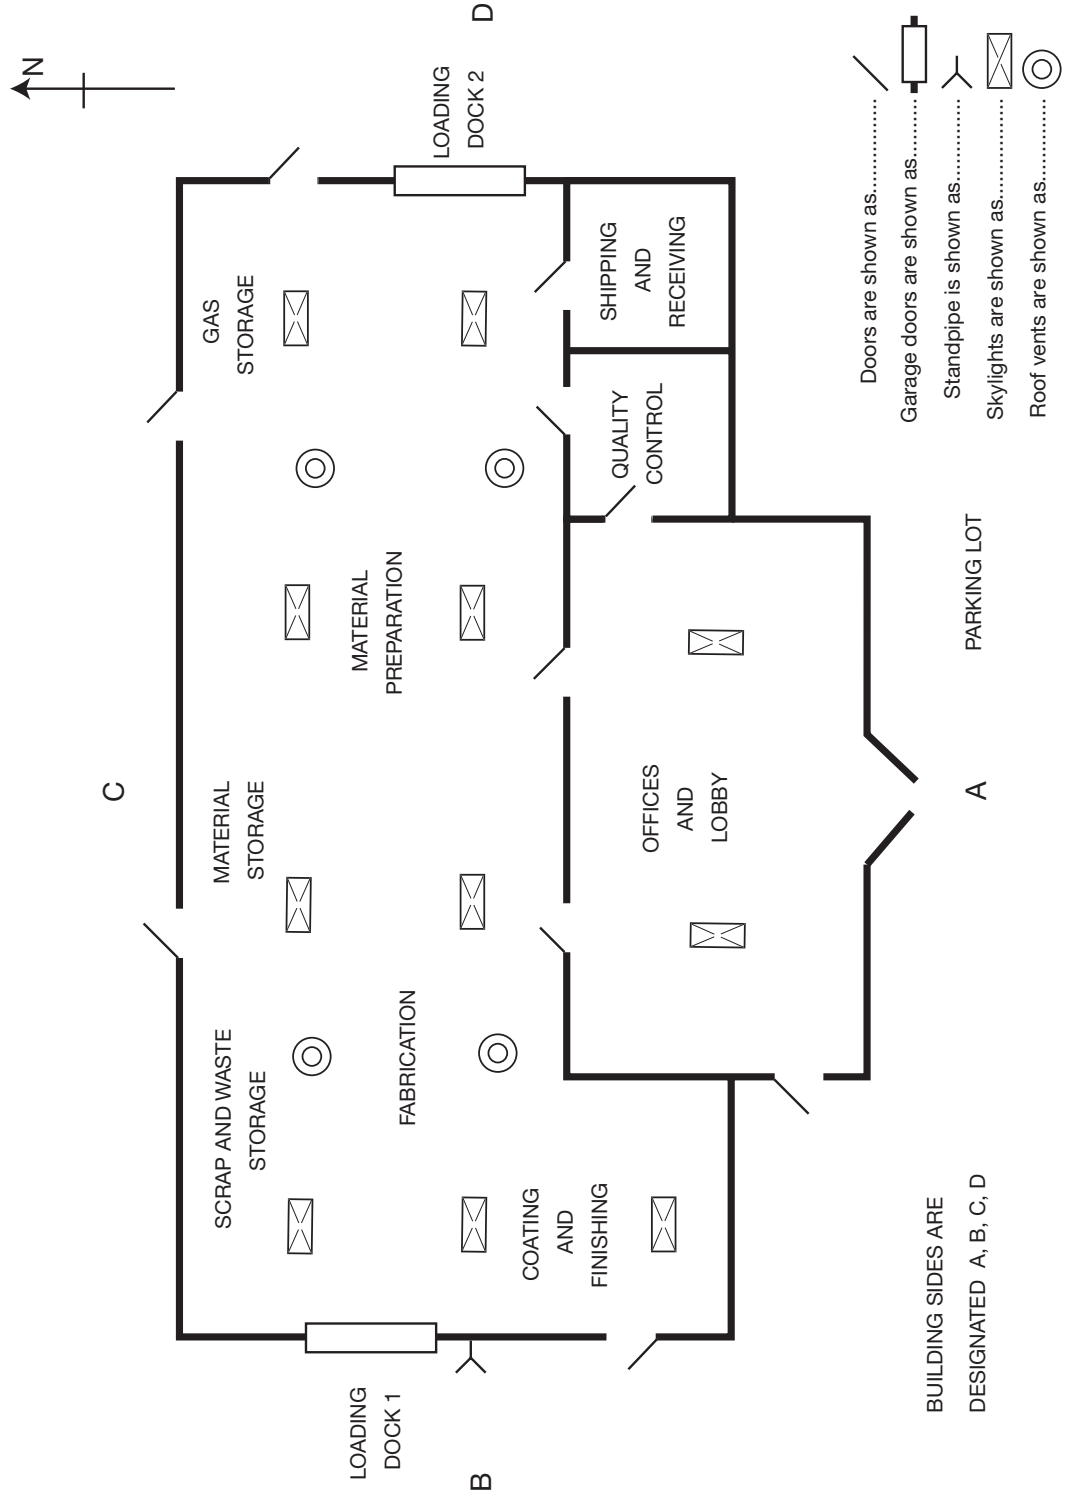 N
C
D
B
A
SCRAP AND WASTE
STORAGE
MATERIAL
STORAGE
GAS
STORAGE
LOADING
DOCK 1
FABRICATION
MATERIAL
PREPARATION
LOADING
DOCK 2
COATING
AND
FINISHING
OFFICES
AND
LOBBY
QUALITY
CONTROL
SHIPPING
AND
RECEIVING
PARKING LOT
BUILDING SIDES ARE
DESIGNATED A, B, C, D
Doors are shown as
Garage doors are shown as
Standpipe is shown as
Skylights are shown as
Roof vents are shown as